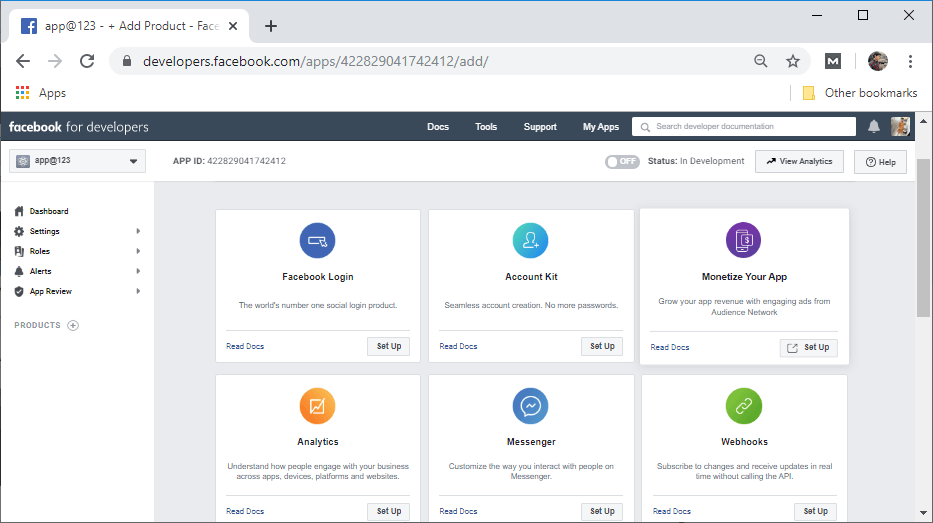 app@123 - + Add Product - Face
developers.facebook.com/apps/422829041742412/add/
Apps
Other bookmarks
facebook for developers
Docs
Tools
Support
My Apps
Search developer documentation
app@123
APP ID: 422829041742412
OFF
Status: In Development
View Analytics
Help
Dashboard
Settings
Roles
Alerts
App Review
PRODUCTS
Facebook Login
The world's number one social login product.
Read Docs
Set Up
Account Kit
Seamless account creation. No more passwords.
Read Docs
Set Up
Monetize Your App
Grow your app revenue with engaging ads from
Audience Network
Read Docs
Set Up
Analytics
Understand how people engage with your business
across apps, devices, platforms and websites.
Read Docs
Set Up
Messenger
Customize the way you interact with people on
Messenger.
Read Docs
Set Up
Webhooks
Subscribe to changes and receive updates in real
time without calling the API.
Read Docs
Set Up